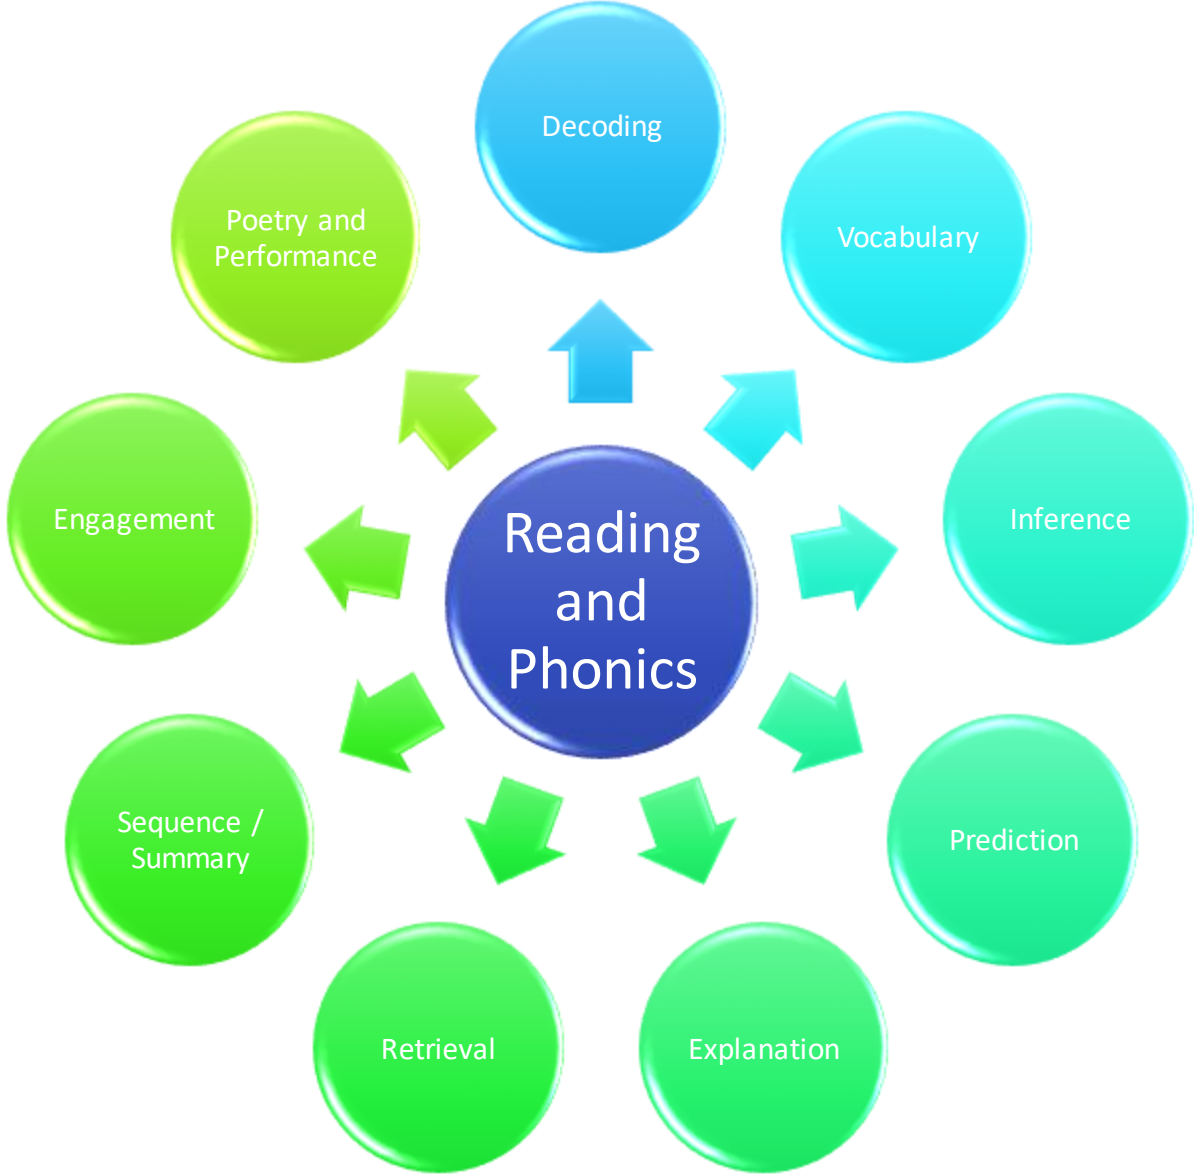 Decoding
Vocabulary
Inference
Prediction
Explanation
Retrieval
Sequence /
Summary
Engagement
Poetry and
Performance
Reading
and
Phonics